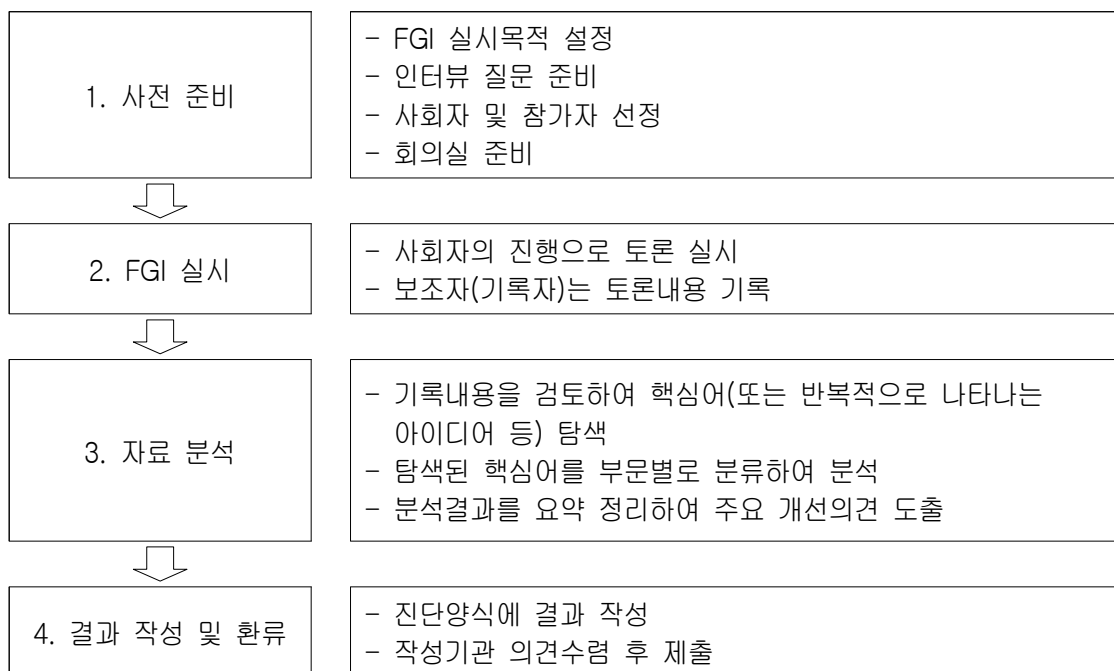 1. 사전 준비
- FGI 실시목적 설정
- 인터뷰 질문 준비
- 사회자 및 참가자 선정
- 회의실 준비
2. FGI 실시
- 사회자의 진행으로 토론 실시
- 보조자(기록자)는 토론내용 기록
3. 자료 분석
- 기록내용을 검토하여 핵심어(또는 반복적으로 나타나는
아이디어 등) 탐색
- 탐색된 핵심어를 부문별로 분류하여 분석
- 분석결과를 요약 정리하여 주요 개선의견 도출
4. 결과 작성 및 환류
- 진단양식에 결과 작성
- 작성기관 의견수렴 후 제출